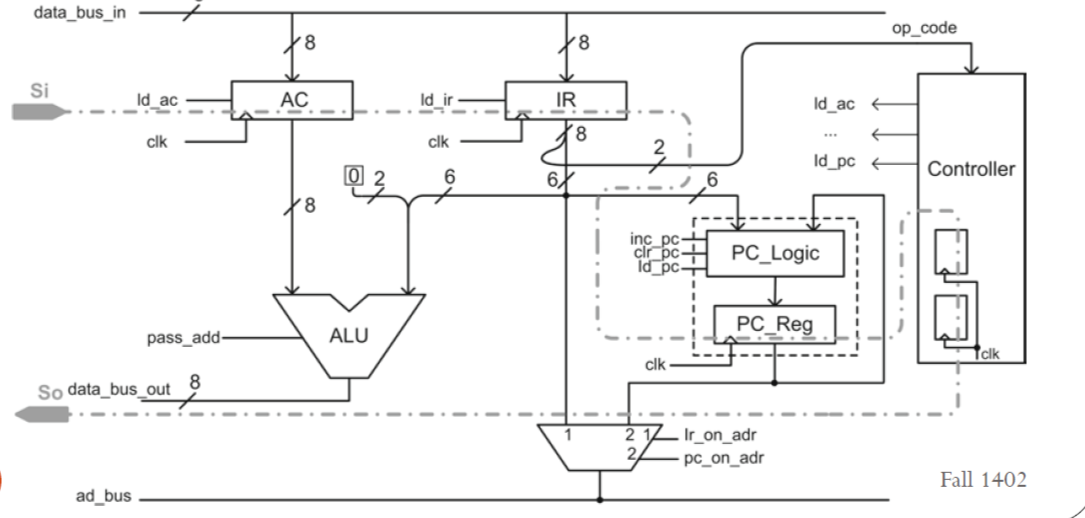 data_bus_in
8
8
op_code
Si
ld_ac
AC
ld_ir
IR
ld_ac
clk
clk
8
2
...
ld_pc
Controller
0
2
6
6
6
8
inc_pc
clr_pc
ld_pc
PC_Logic
PC_Reg
pass_add
ALU
clk
clk
So
data_bus_out
8
1
2
1
Ir_on_adr
2
pc_on_adr
Fall 1402
ad_bus